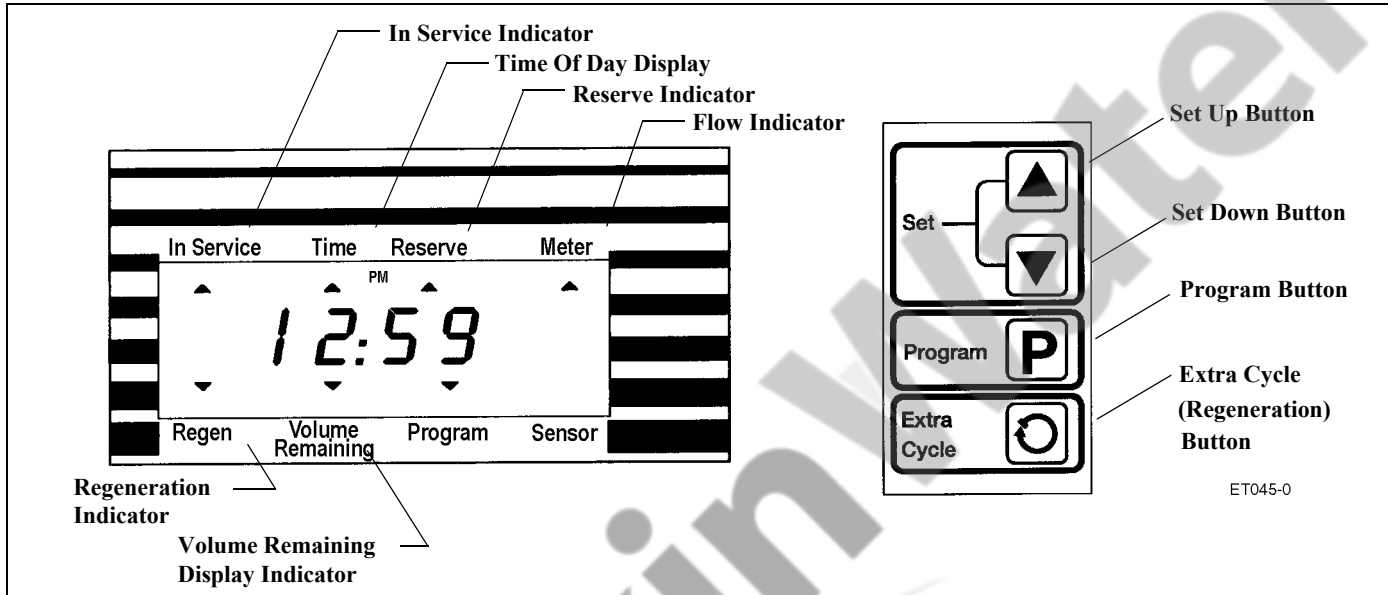 In Service Indicator
Time Of Day Display
Reserve Indicator
Flow Indicator
In Service Time Reserve Meter
PM
12:59
Regen Volume Remaining Program Sensor
Regeneration
Indicator
Volume Remaining
Display Indicator
Set Up Button
Set
Set Down Button
Program P
Program Button
Extra
Cycle
Extra Cycle
(Regeneration)
Button
ET045-0